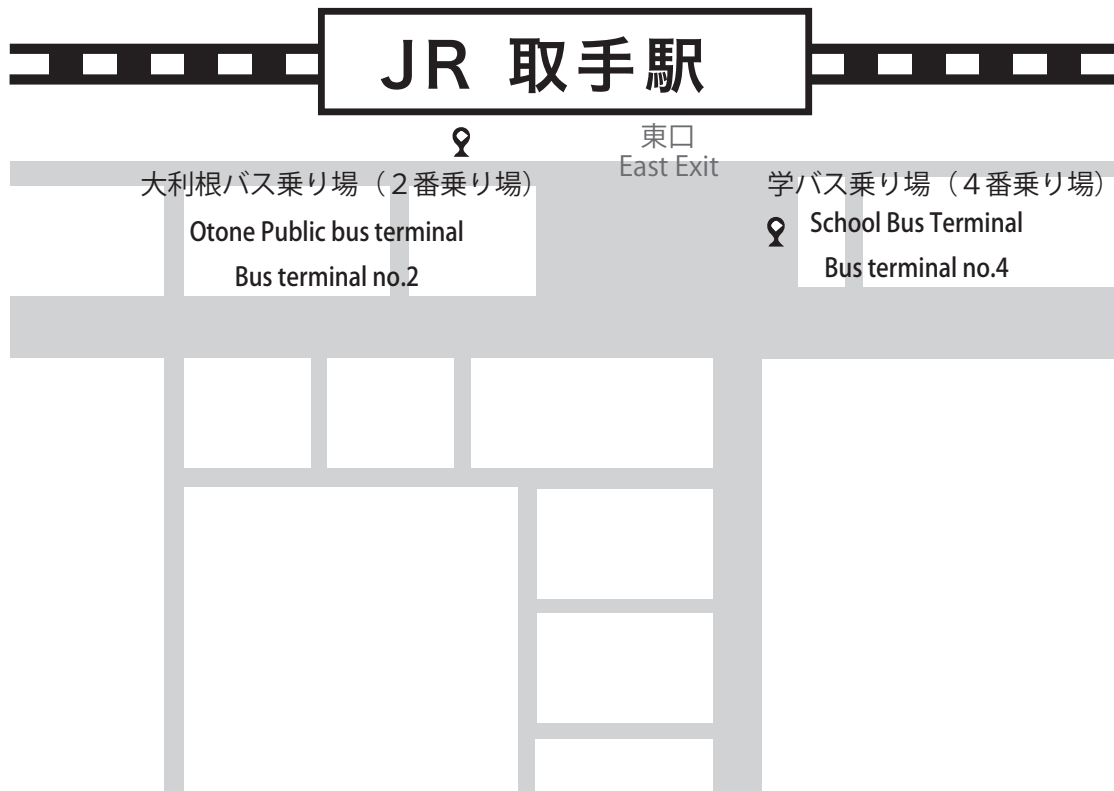 JR 取手駅
東口
East Exit
大利根バス乗り場（２番乗り場）
Otone Public bus terminal
Bus terminal no.2
学バス乗り場（４番乗り場）
School Bus Terminal
Bus terminal no.4